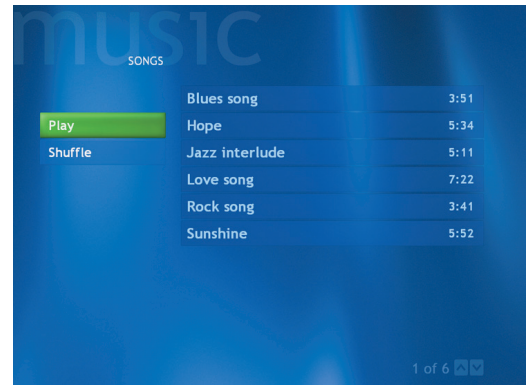 music
SONGS
Play
Shuffle
Blues song 3:51
Hope 5:34
Jazz interlude 5:11
Love song 7:22
Rock song 3:41
Sunshine 5:52
1 of 6